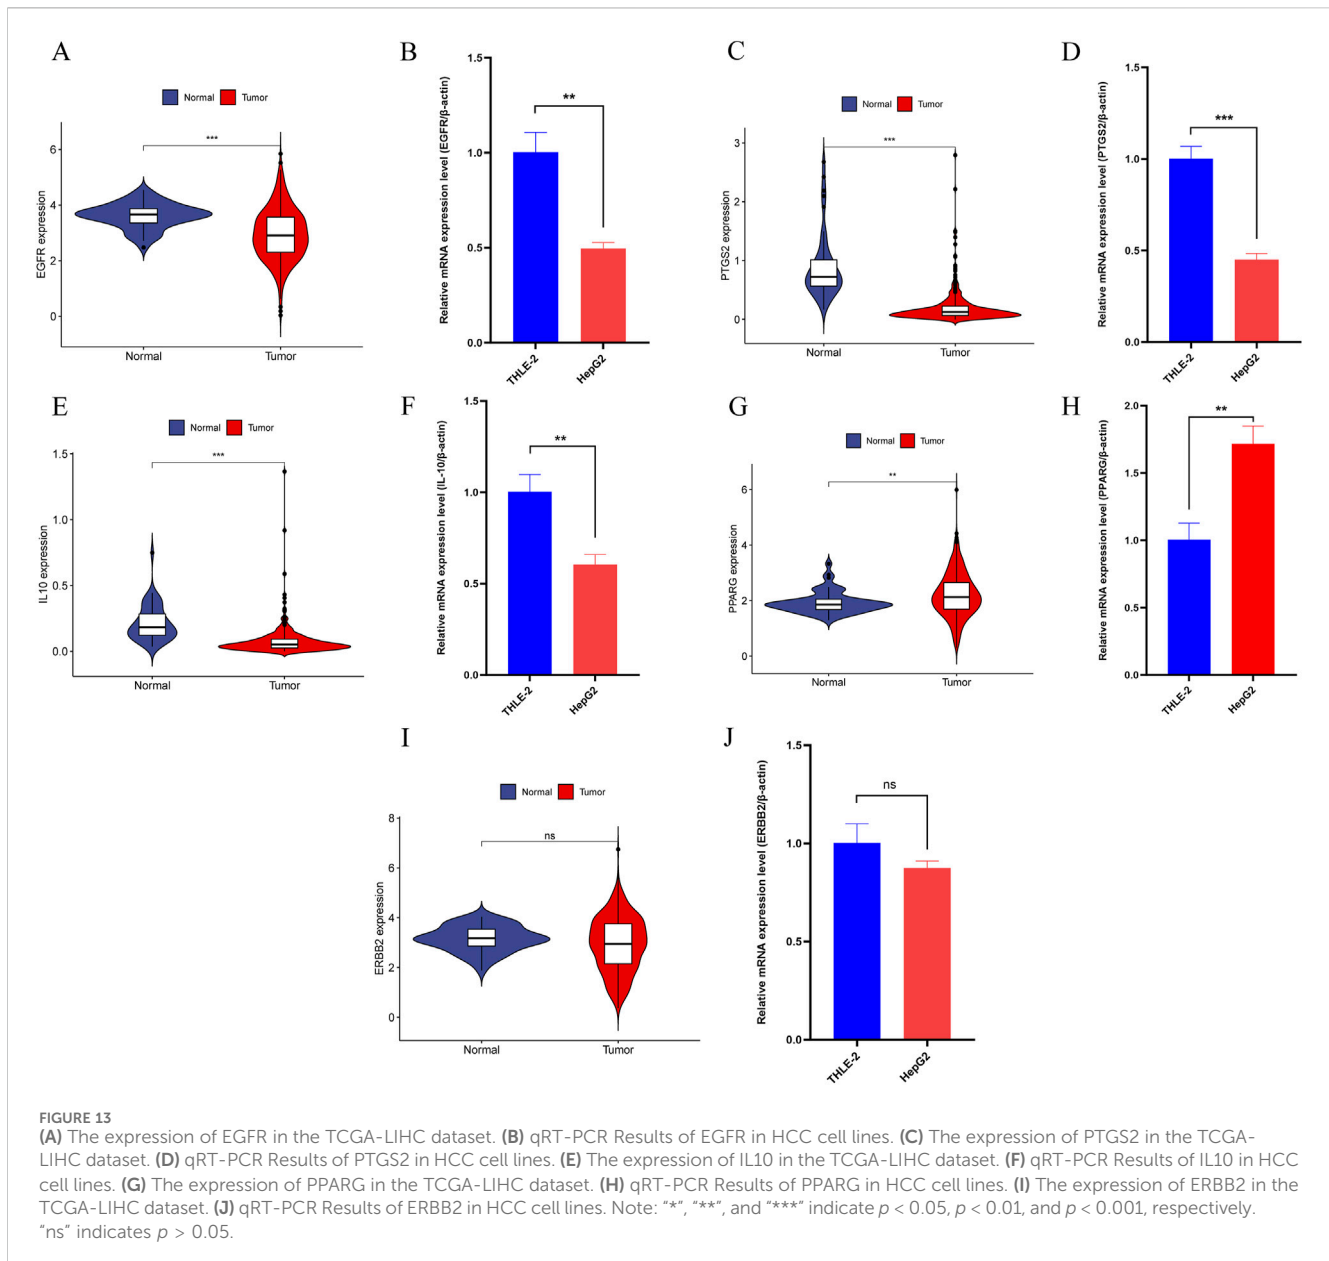 A
Normal Tumor
***
EGFR expression
6
4
2
0
Normal Tumor
B
Relative mRNA expression level (EGFR/β-actin)
1.5
1.0
0.5
0.0
**
THLE-2 HepG2
C
Normal Tumor
***
PTGS2 expression
3
2
1
0
Normal Tumor
D
Relative mRNA expression level (PTGS2/β-actin)
1.5
1.0
0.5
0.0
***
THLE-2 HepG2
E
Normal Tumor
***
IL10 expression
1.5
1.0
0.5
0.0
Normal Tumor
F
Relative mRNA expression level (IL-10/β-actin)
1.5
1.0
0.5
0.0
**
THLE-2 HepG2
G
Normal Tumor
**
PPARG expression
6
4
2
0
Normal Tumor
H
Relative mRNA expression level (PPARG/β-actin)
2.0
1.5
1.0
0.5
0.0
**
THLE-2 HepG2
I
Normal Tumor
ns
ERBB2 expression
8
6
4
2
0
Normal Tumor
J
Relative mRNA expression level (ERBB2/β-actin)
1.5
1.0
0.5
0.0
ns
THLE-2 HepG2
FIGURE 13
(A) The expression of EGFR in the TCGA-LIHC dataset. (B) qRT-PCR Results of EGFR in HCC cell lines. (C) The expression of PTGS2 in the TCGA-
LIHC dataset. (D) qRT-PCR Results of PTGS2 in HCC cell lines. (E) The expression of IL10 in the TCGA-LIHC dataset. (F) qRT-PCR Results of IL10 in HCC
cell lines. (G) The expression of PPARG in the TCGA-LIHC dataset. (H) qRT-PCR Results of PPARG in HCC cell lines. (I) The expression of ERBB2 in the
TCGA-LIHC dataset. (J) qRT-PCR Results of ERBB2 in HCC cell lines. Note: “*“, “**”, and “***“ indicate p < 0.05, p < 0.01, and p < 0.001, respectively.
“ns” indicates p > 0.05.